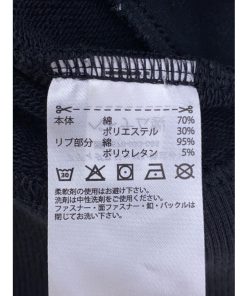 本体 綿 70%
ポリエステル 30%
リブ部分 綿 95%
ポリウレタン 5%
30
柔軟剤の使用はお避け下さい。
洗剤は中性洗剤をご使用下さい。
ファスナー・面ファスナー・釦・バックルは
閉じてお洗い下さい。